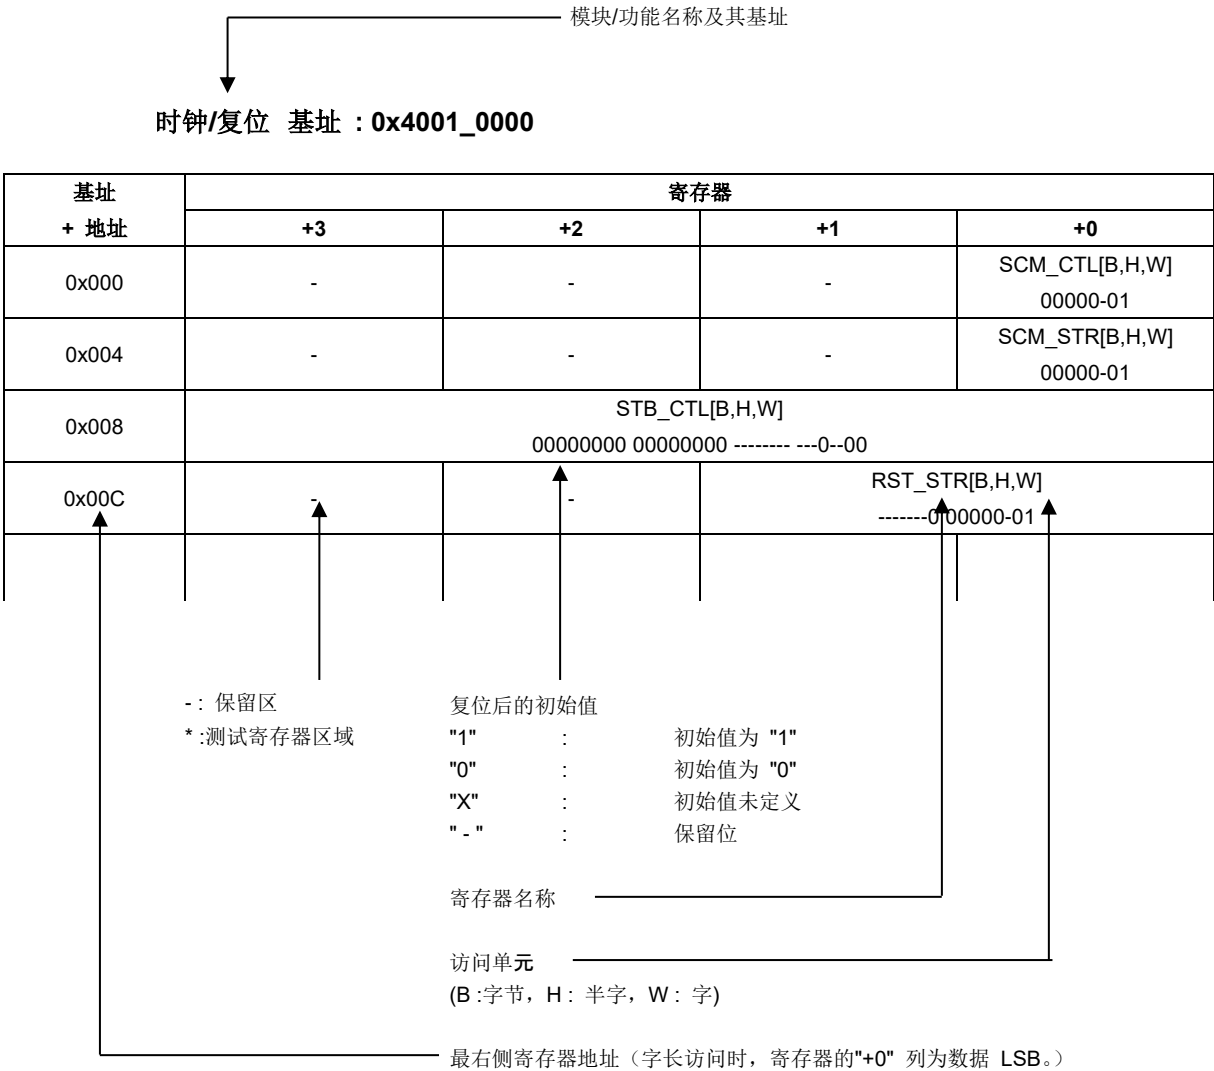 模块/功能名称及其基址
时钟/复位 基址 : 0x4001_0000
基址
+ 地址
寄存器
+3 +2 +1 +0
0x000 - - - SCM_CTL[B,H,W]
00000-01
0x004 - - - SCM_STR[B,H,W]
00000-01
0x008 STB_CTL[B,H,W]
00000000 00000000 -------- ---0--00
0x00C - - RST_STR[B,H,W]
-------0 00000-01
- : 保留区
* :测试寄存器区域
复位后的初始值
"1" : 初始值为 "1"
"0" : 初始值为 "0"
"X" : 初始值未定义
" - " : 保留位
寄存器名称
访问单元
(B :字节，H : 半字，W : 字)
最右侧寄存器地址（字长访问时，寄存器的"+0" 列为数据 LSB。）